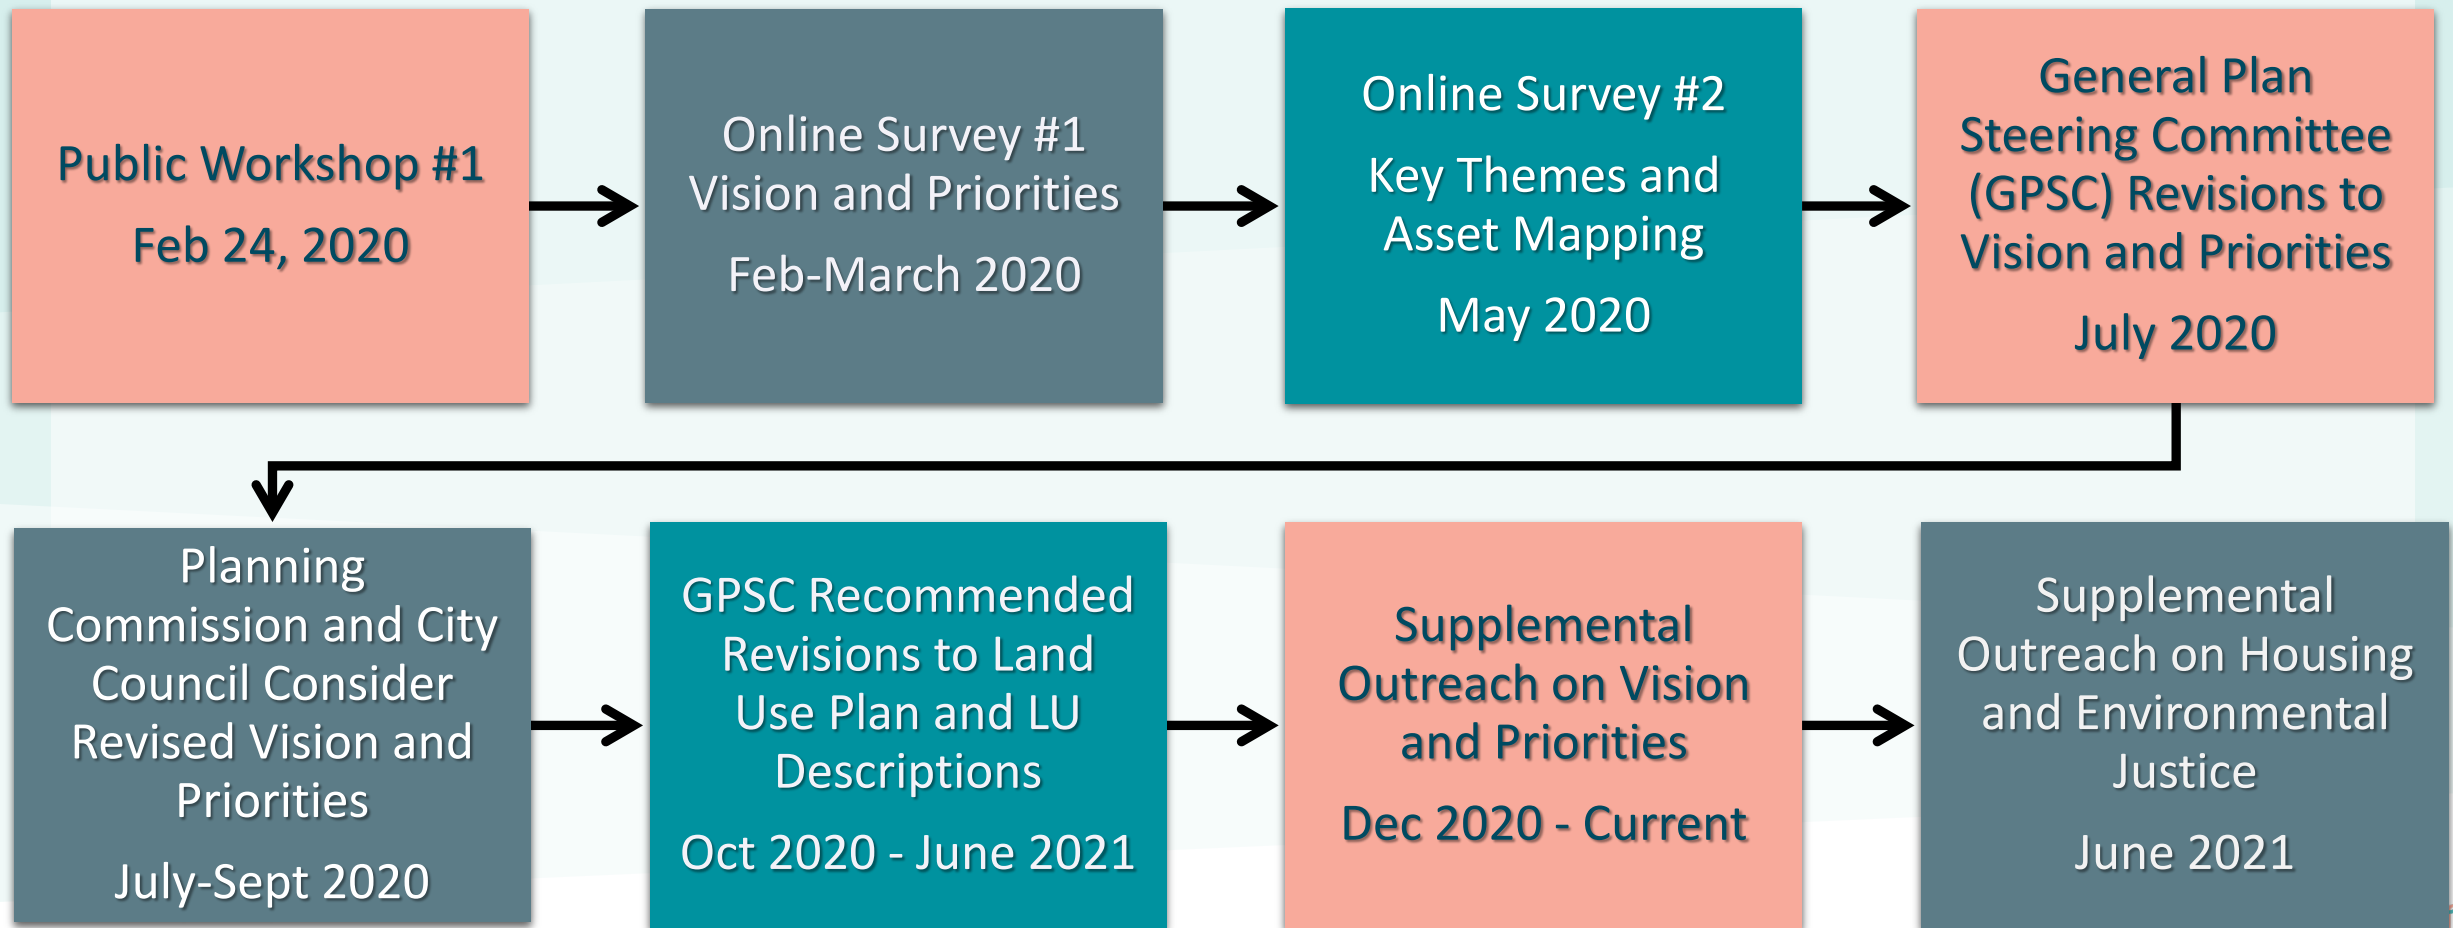 Public Workshop #1
Feb 24, 2020
Online Survey #1
Vision and Priorities
Feb-March 2020
Online Survey #2
Key Themes and
Asset Mapping
May 2020
General Plan
Steering Committee
(GPSC) Revisions to
Vision and Priorities
July 2020
Planning
Commission and City
Council Consider
Revised Vision and
Priorities
July-Sept 2020
GPSC Recommended
Revisions to Land
Use Plan and LU
Descriptions
Oct 2020 - June 2021
Supplemental
Outreach on Vision
and Priorities
Dec 2020 - Current
Supplemental
Outreach on Housing
and Environmental
Justice
June 2021